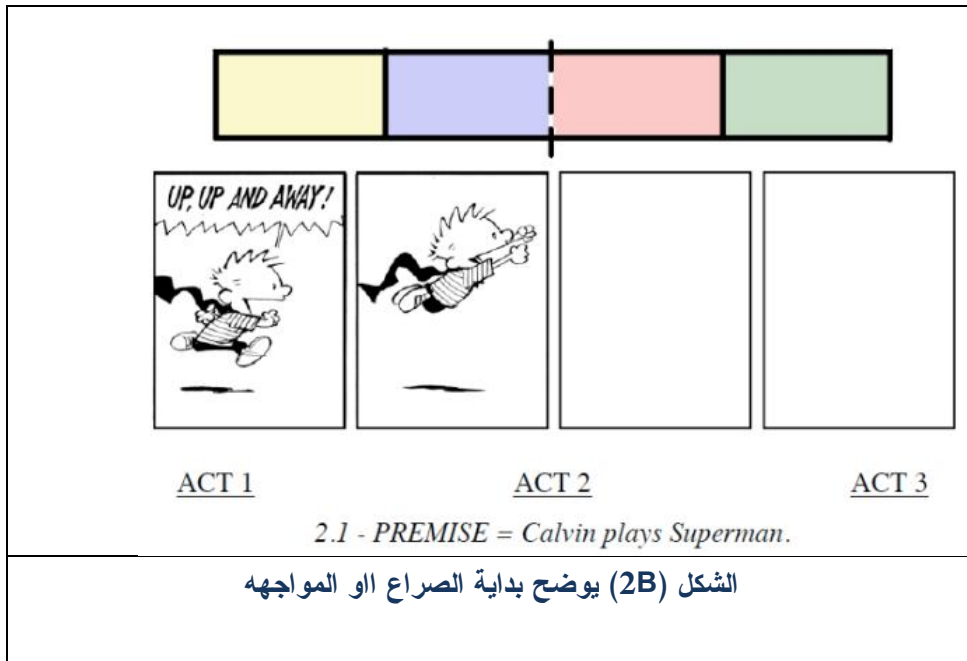 UP, UP AND AWAY!
ACT 1
ACT 2
ACT 3
2.1 - PREMISE = Calvin plays Superman.
الشكل (2B) يوضح بداية الصراع ااو المواجهه